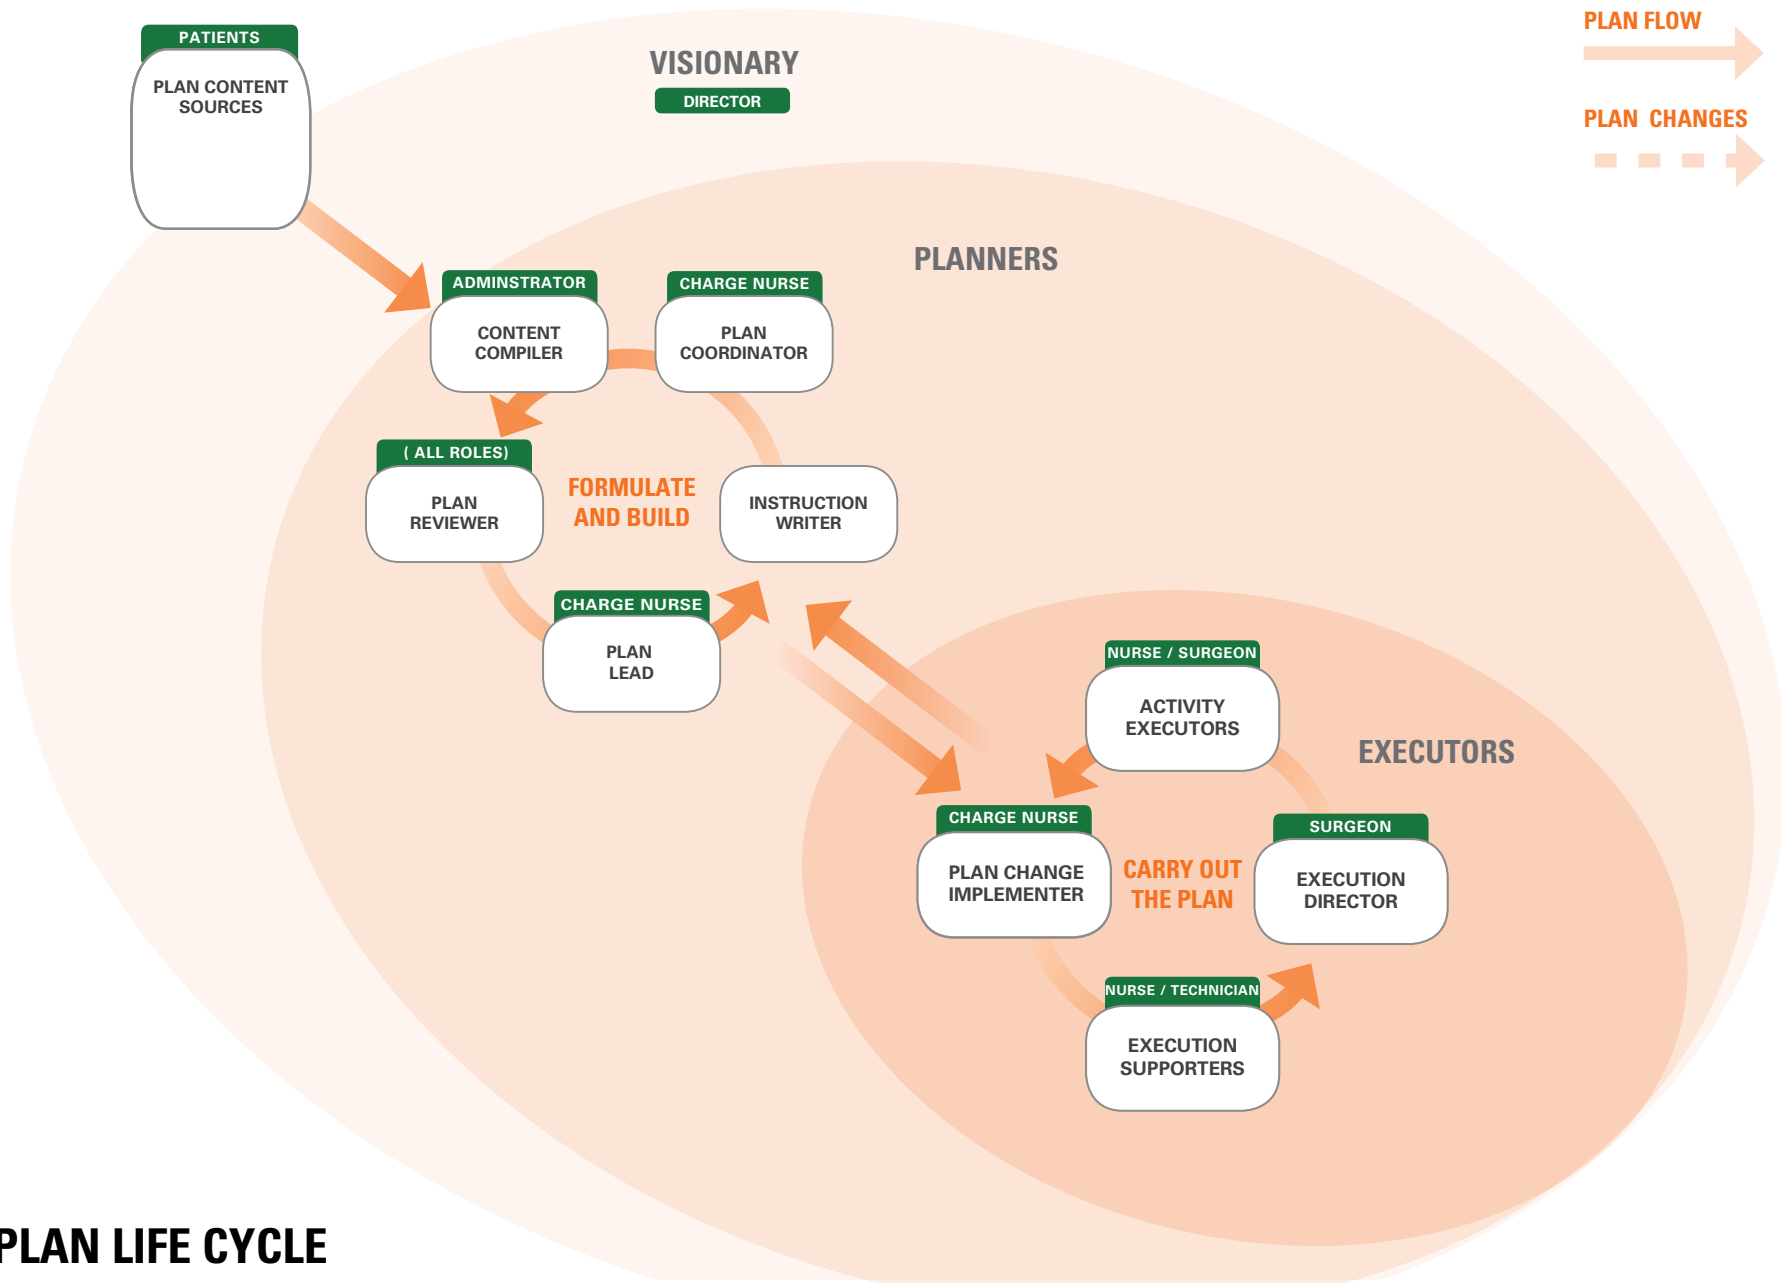 PATIENTS
PLAN CONTENT
SOURCES
VISIONARY
DIRECTOR
PLAN FLOW
PLAN CHANGES
PLANNERS
ADMINSTRATOR
CONTENT
COMPILER
CHARGE NURSE
PLAN
COORDINATOR
( ALL ROLES)
PLAN
REVIEWER
FORMULATE
AND BUILD
INSTRUCTION
WRITER
CHARGE NURSE
PLAN
LEAD
NURSE / SURGEON
ACTIVITY
EXECUTORS
EXECUTORS
CHARGE NURSE
PLAN CHANGE
IMPLEMENTER
CARRY OUT
THE PLAN
SURGEON
EXECUTION
DIRECTOR
NURSE / TECHNICIAN
EXECUTION
SUPPORTERS
PLAN LIFE CYCLE